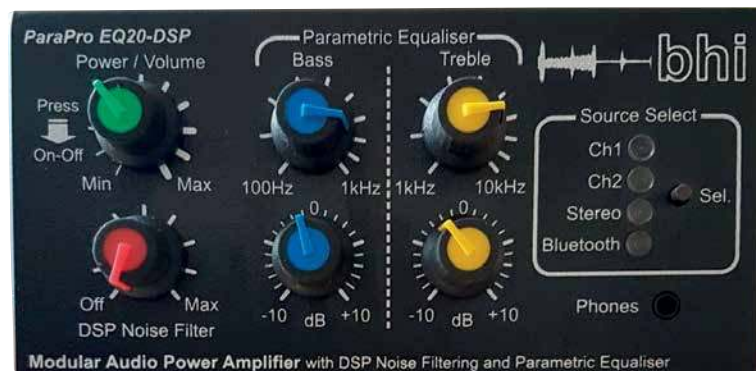 ParaPro EQ20-DSP
Power / Volume
Press
On-Off
Min
Max
Off
Max
DSP Noise Filter
Parametric Equaliser
Bass
Treble
100Hz
1kHz
1kHz
10kHz
0
0
-10
dB
+10
-10
dB
+10
bhi
Source Select
Ch1
Ch2
Stereo
Bluetooth
Sel.
Phones
Modular Audio Power Amplifier with DSP Noise Filtering and Parametric Equaliser